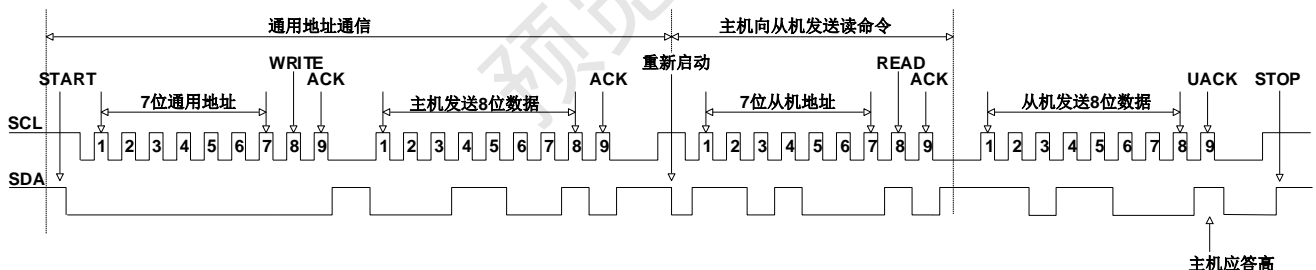 预览
通用地址通信 主机向从机发送读命令
重新启动
WRITE READ
START ACK ACK ACK UACK STOP
7位通用地址 主机发送8位数据 7位从机地址 从机发送8位数据
SCL 1 2 3 4 5 6 7 8 9 1 2 3 4 5 6 7 8 9 1 2 3 4 5 6 7 8 9 1 2 3 4 5 6 7 8 9
SDA
主机应答高